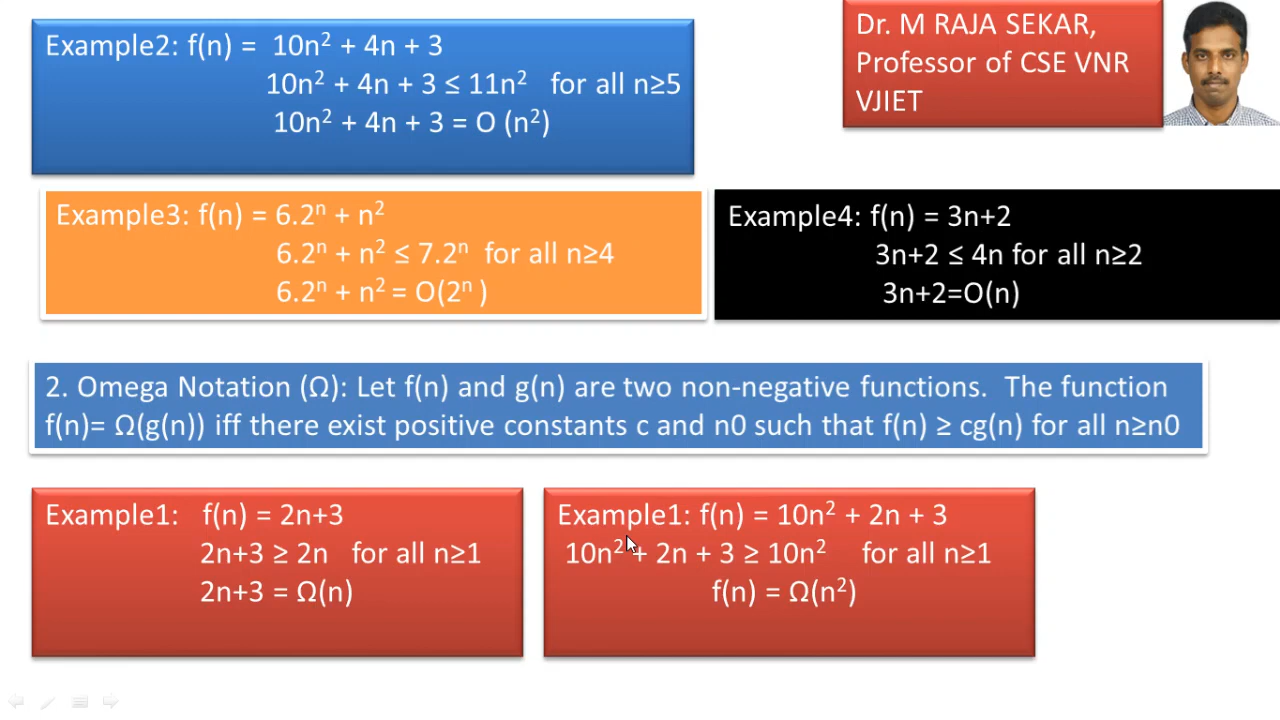 Example2: f(n) = 10n² + 4n + 3
10n² + 4n + 3 ≤ 11n² for all n≥5
10n² + 4n + 3 = O (n²)
Dr. M RAJA SEKAR,
Professor of CSE VNR
VJIET
Example3: f(n) = 6.2ⁿ + n²
6.2ⁿ + n² ≤ 7.2ⁿ for all n≥4
6.2ⁿ + n² = O(2ⁿ )
Example4: f(n) = 3n+2
3n+2 ≤ 4n for all n≥2
3n+2=O(n)
2. Omega Notation (Ω): Let f(n) and g(n) are two non-negative functions. The function
f(n)= Ω(g(n)) iff there exist positive constants c and n0 such that f(n) ≥ cg(n) for all n≥n0
Example1: f(n) = 2n+3
2n+3 ≥ 2n for all n≥1
2n+3 = Ω(n)
Example1: f(n) = 10n² + 2n + 3
10n² + 2n + 3 ≥ 10n² for all n≥1
f(n) = Ω(n²)